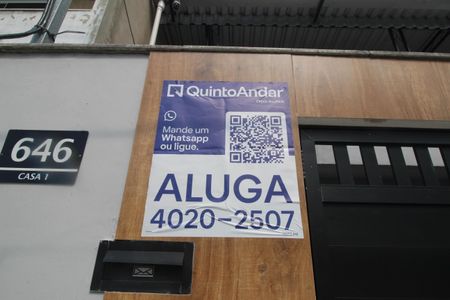 QuintoAndar
Mande um
Whatsapp
ou ligue.
ALUGA
4020-2507
646
CASA 1